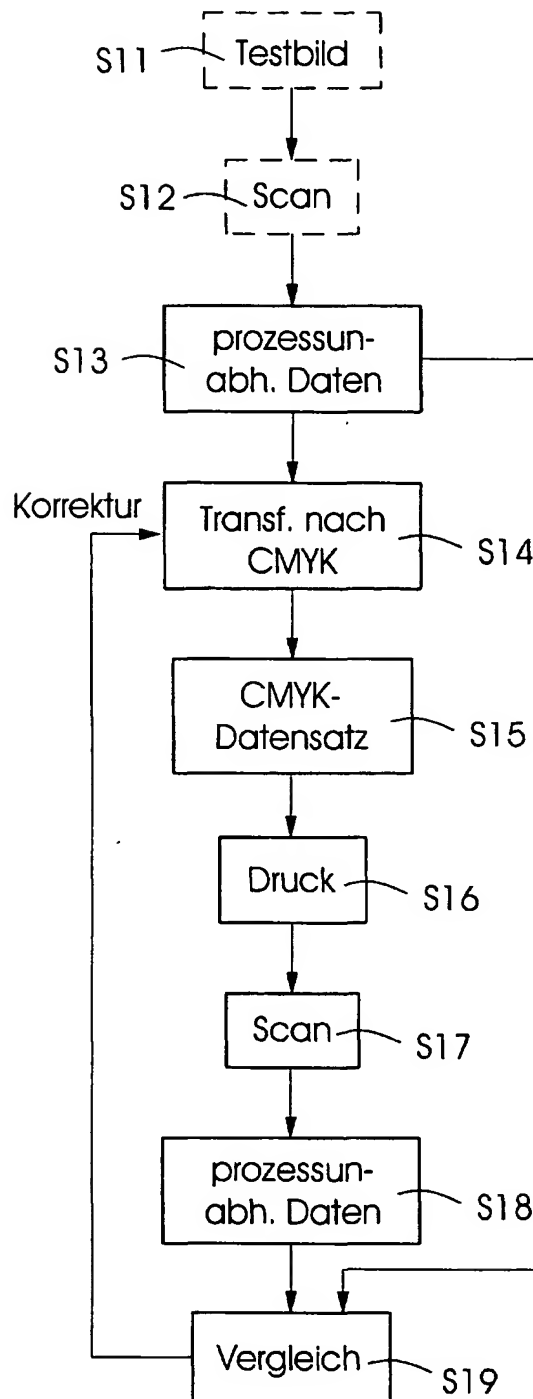 S11 Testbild
S12 Scan
prozessun-
S13 abh. Daten
Korrektur
Transf. nach
CMYK S14
CMYK-
Datensatz S15
Druck S16
Scan S17
prozessun-
abh. Daten S18
Vergleich S19